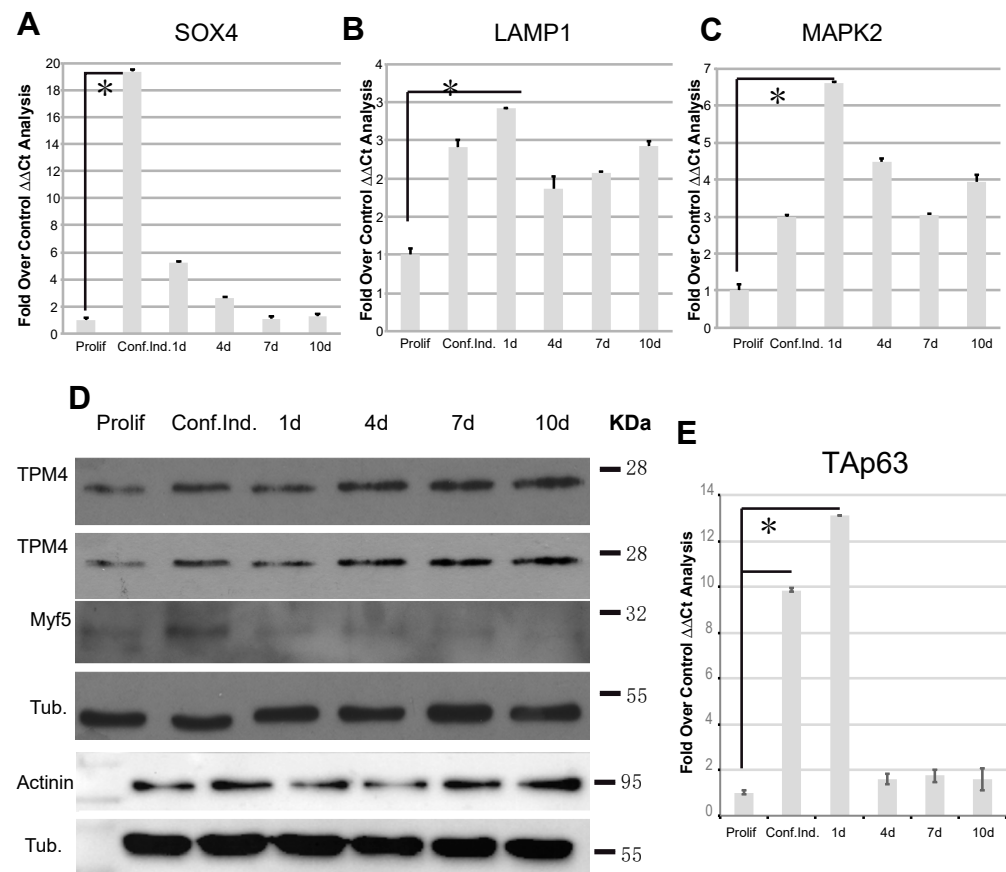 A
SOX4
Fold Over Control ΔΔCt Analysis
20
18
16
14
12
10
8
6
4
2
0
*
Prolif Conf.Ind. 1d 4d 7d 10d
B
LAMP1
Fold Over Control ΔΔCt Analysis
4
3
3
2
2
1
1
0
*
Prolif Conf.Ind. 1d 4d 7d 10d
C
MAPK2
Fold Over Control ΔΔCt Analysis
7
6
5
4
3
2
1
0
*
Prolif Conf.Ind. 1d 4d 7d 10d
D
Prolif Conf.Ind. 1d 4d 7d 10d KDa
TPM4 28
TPM4 28
Myf5 32
Tub. 55
Actinin 95
Tub. 55
E
TAp63
Fold Over Control ΔΔCt Analysis
14
12
10
8
6
4
2
0
*
Prolif Conf.Ind. 1d 4d 7d 10d